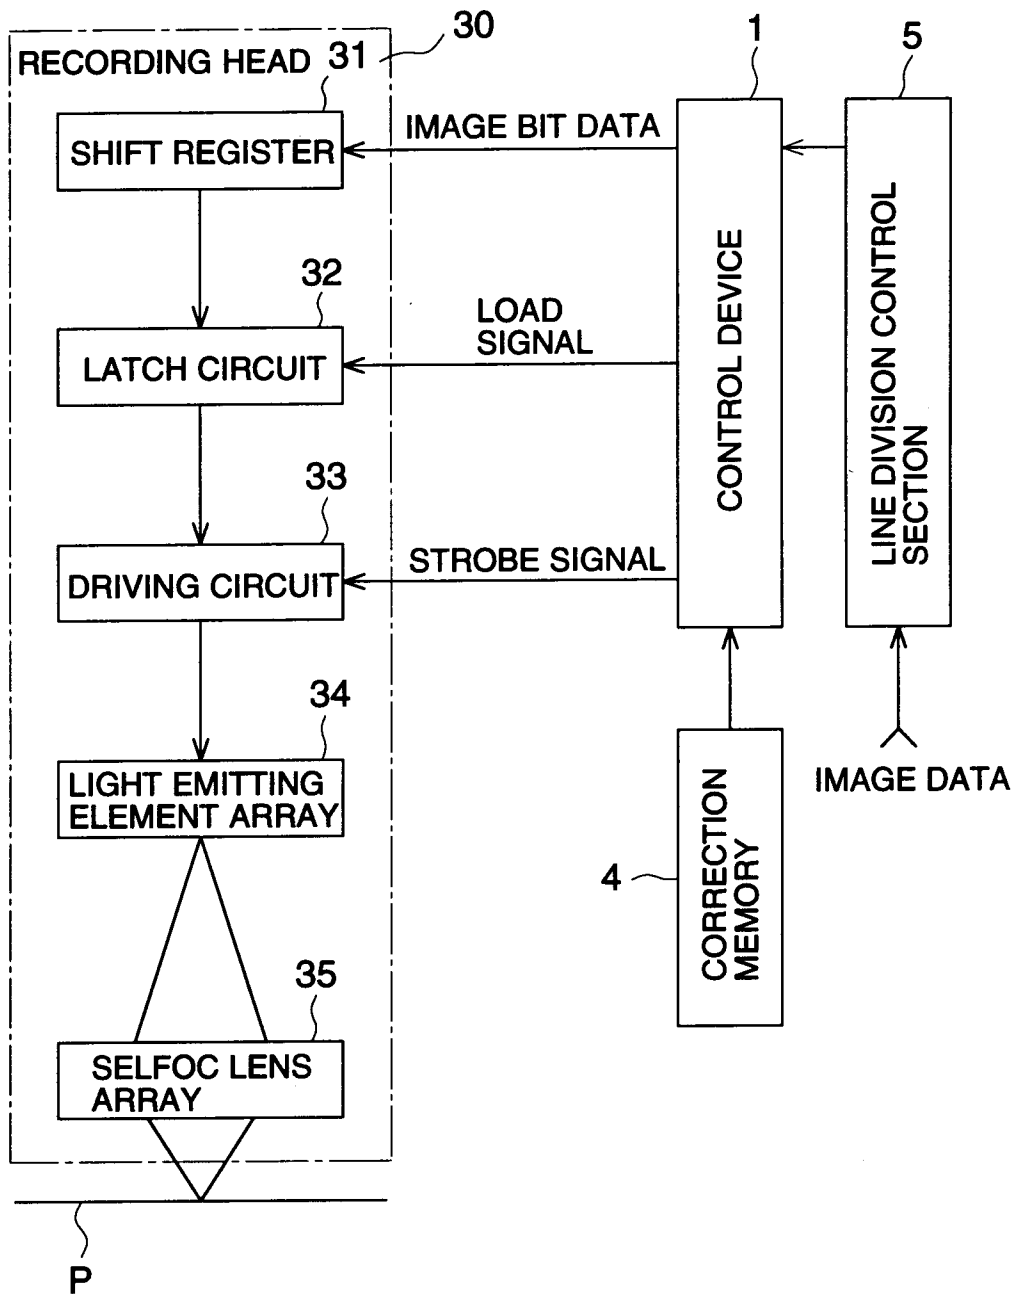 30
RECORDING HEAD
31
SHIFT REGISTER
IMAGE BIT DATA
1
5
32
LATCH CIRCUIT
LOAD
SIGNAL
CONTROL DEVICE
LINE DIVISION CONTROL
SECTION
33
DRIVING CIRCUIT
STROBE SIGNAL
34
LIGHT EMITTING
ELEMENT ARRAY
IMAGE DATA
4
CORRECTION
MEMORY
35
SELFOC LENS
ARRAY
P